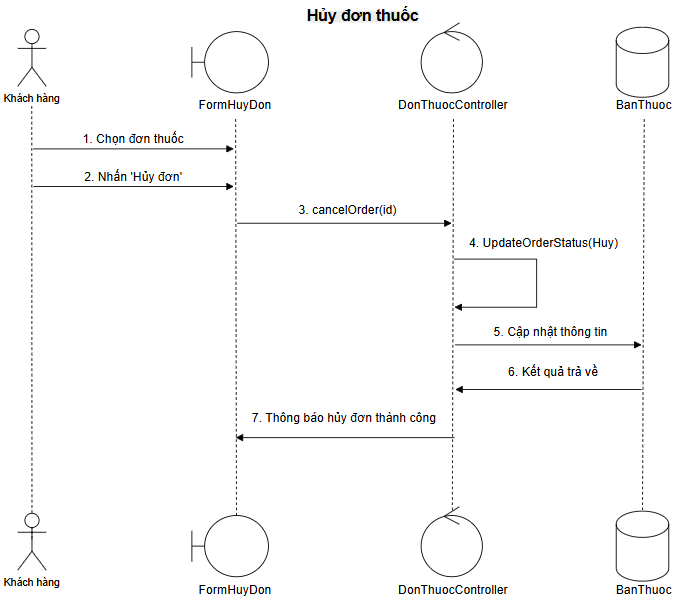 Hủy đơn thuốc
Khách hàng
FormHuyDon
DonThuocController
BanThuoc
1. Chọn đơn thuốc
2. Nhấn 'Hủy đơn'
3. cancelOrder(id)
4. UpdateOrderStatus(Huy)
5. Cập nhật thông tin
6. Kết quả trả về
7. Thông báo hủy đơn thành công
Khách hàng
FormHuyDon
DonThuocController
BanThuoc